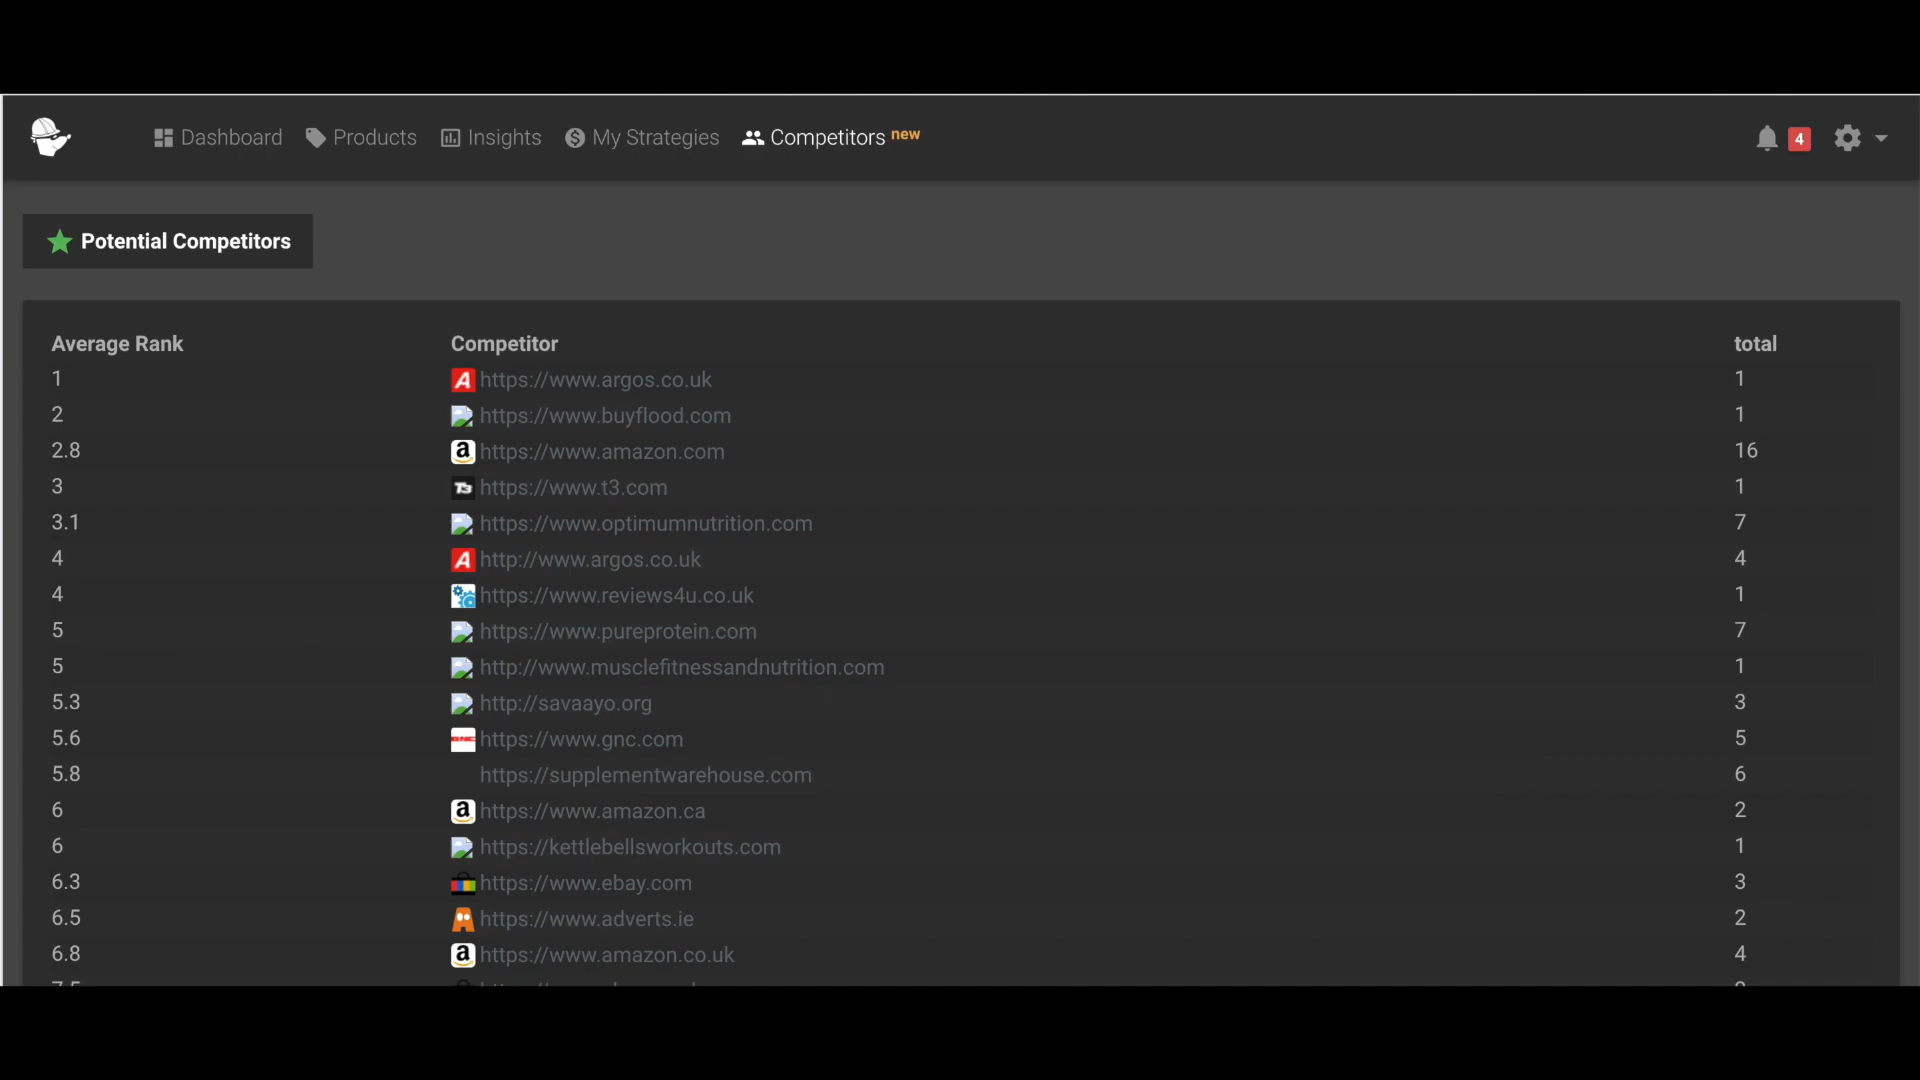 Dashboard Products Insights My Strategies Competitors new 4
Potential Competitors
Average Rank Competitor total
1 https://www.argos.co.uk 1
2 https://www.buyflood.com 1
2.8 https://www.amazon.com 16
3 T3 https://www.t3.com 1
3.1 https://www.optimumnutrition.com 7
4 http://www.argos.co.uk 4
4 https://www.reviews4u.co.uk 1
5 https://www.pureprotein.com 7
5 http://www.musclefitnessandnutrition.com 1
5.3 http://savaayo.org 3
5.6 GNC https://www.gnc.com 5
5.8 https://supplementwarehouse.com 6
6 https://www.amazon.ca 2
6 https://kettlebellsworkouts.com 1
6.3 https://www.ebay.com 3
6.5 https://www.adverts.ie 2
6.8 https://www.amazon.co.uk 4